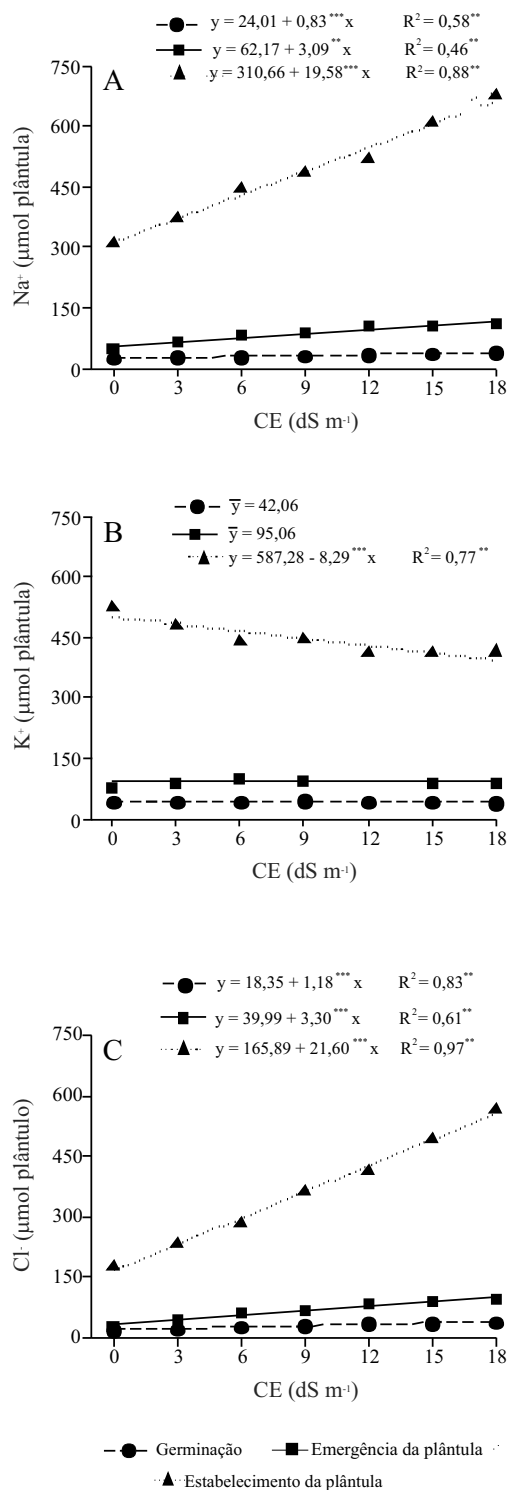 y = 24,01 + 0,83***x R² = 0,58**
y = 62,17 + 3,09**x R² = 0,46**
y = 310,66 + 19,58***x R² = 0,88**
A
750
600
450
300
150
0
Na⁺ (µmol plântula)
0 3 6 9 12 15 18
CE (dS m⁻¹)
y̅ = 42,06
y̅ = 95,06
y = 587,28 - 8,29***x R² = 0,77**
B
750
600
450
300
150
0
K⁺ (µmol plântula)
0 3 6 9 12 15 18
CE (dS m⁻¹)
y = 18,35 + 1,18***x R² = 0,83**
y = 39,99 + 3,30***x R² = 0,61**
y = 165,89 + 21,60***x R² = 0,97**
C
750
600
450
300
150
0
Cl⁻ (µmol plântulo)
0 3 6 9 12 15 18
CE (dS m⁻¹)
Germinação Emergência da plântula
Estabelecimento da plântula